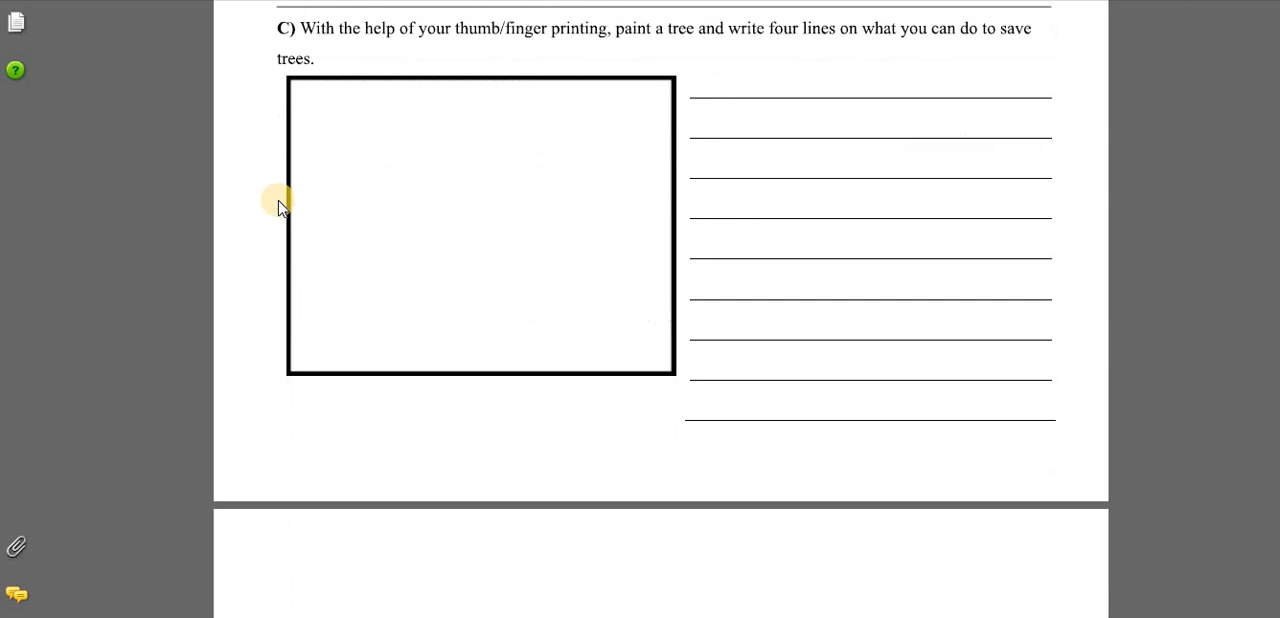 C) With the help of your thumb/finger printing, paint a tree and write four lines on what you can do to save
trees.